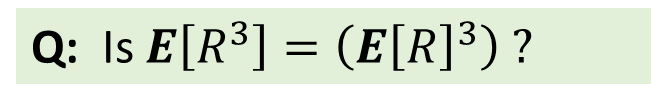 Q: Is E[R³] = (E[R]³) ?